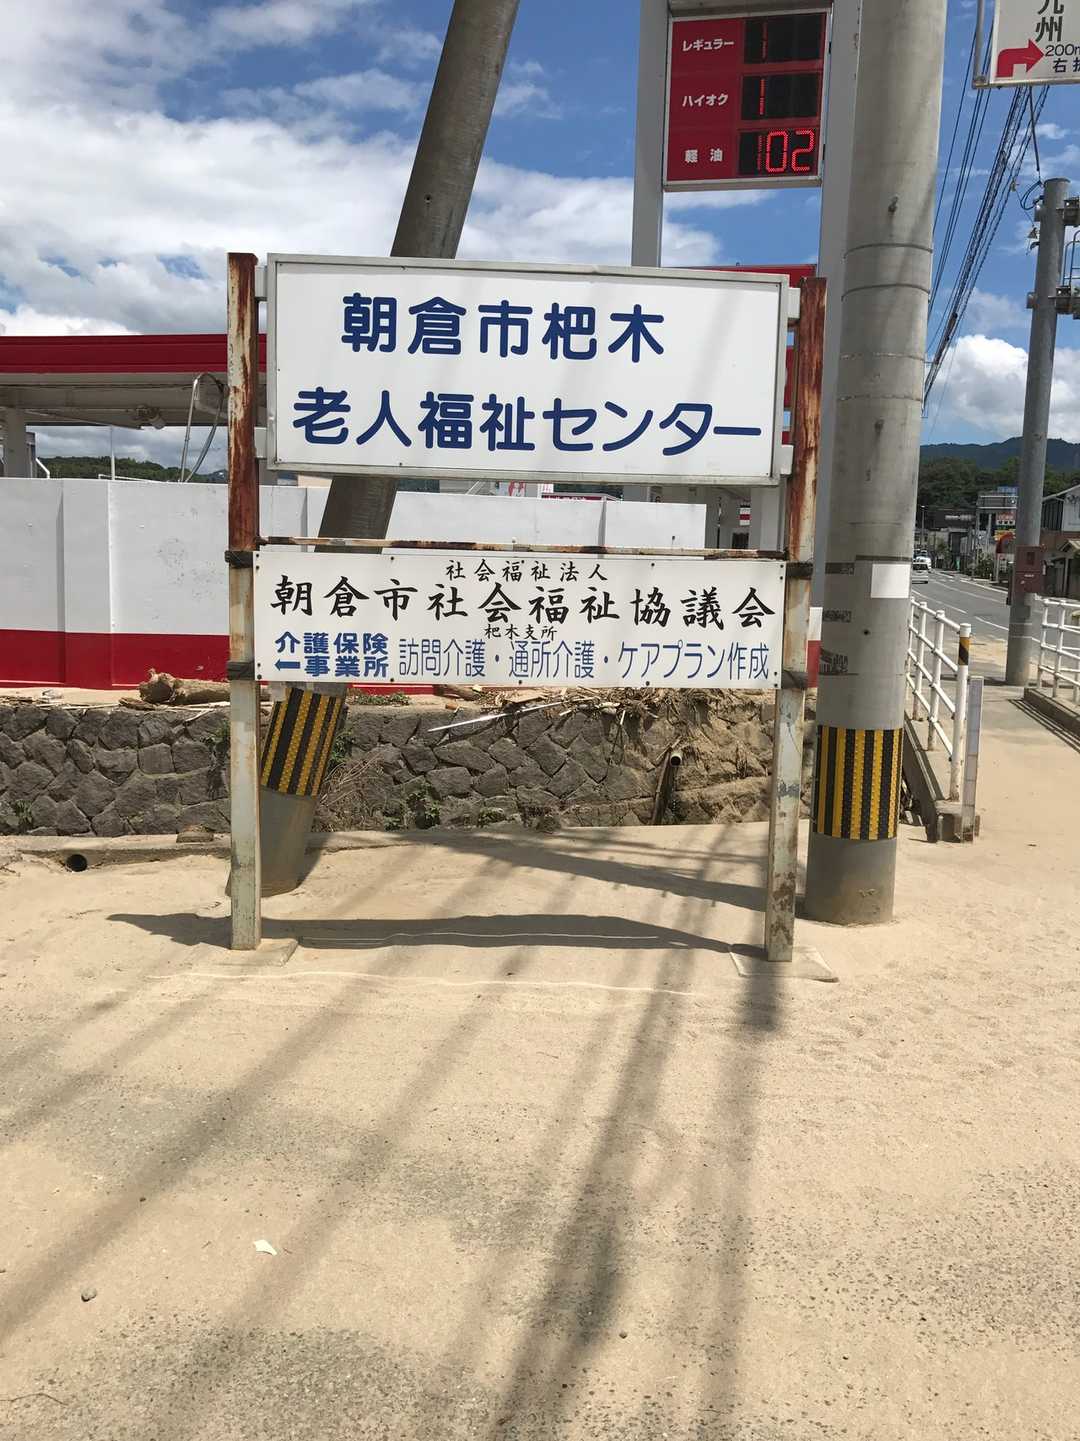 レギュラー
ハイオク
軽油 102
九州
200m
右折
朝倉市杷木
老人福祉センター
社会福祉法人
朝倉市社会福祉協議会
杷木支所
介護保険
←事業所
訪問介護・通所介護・ケアプラン作成